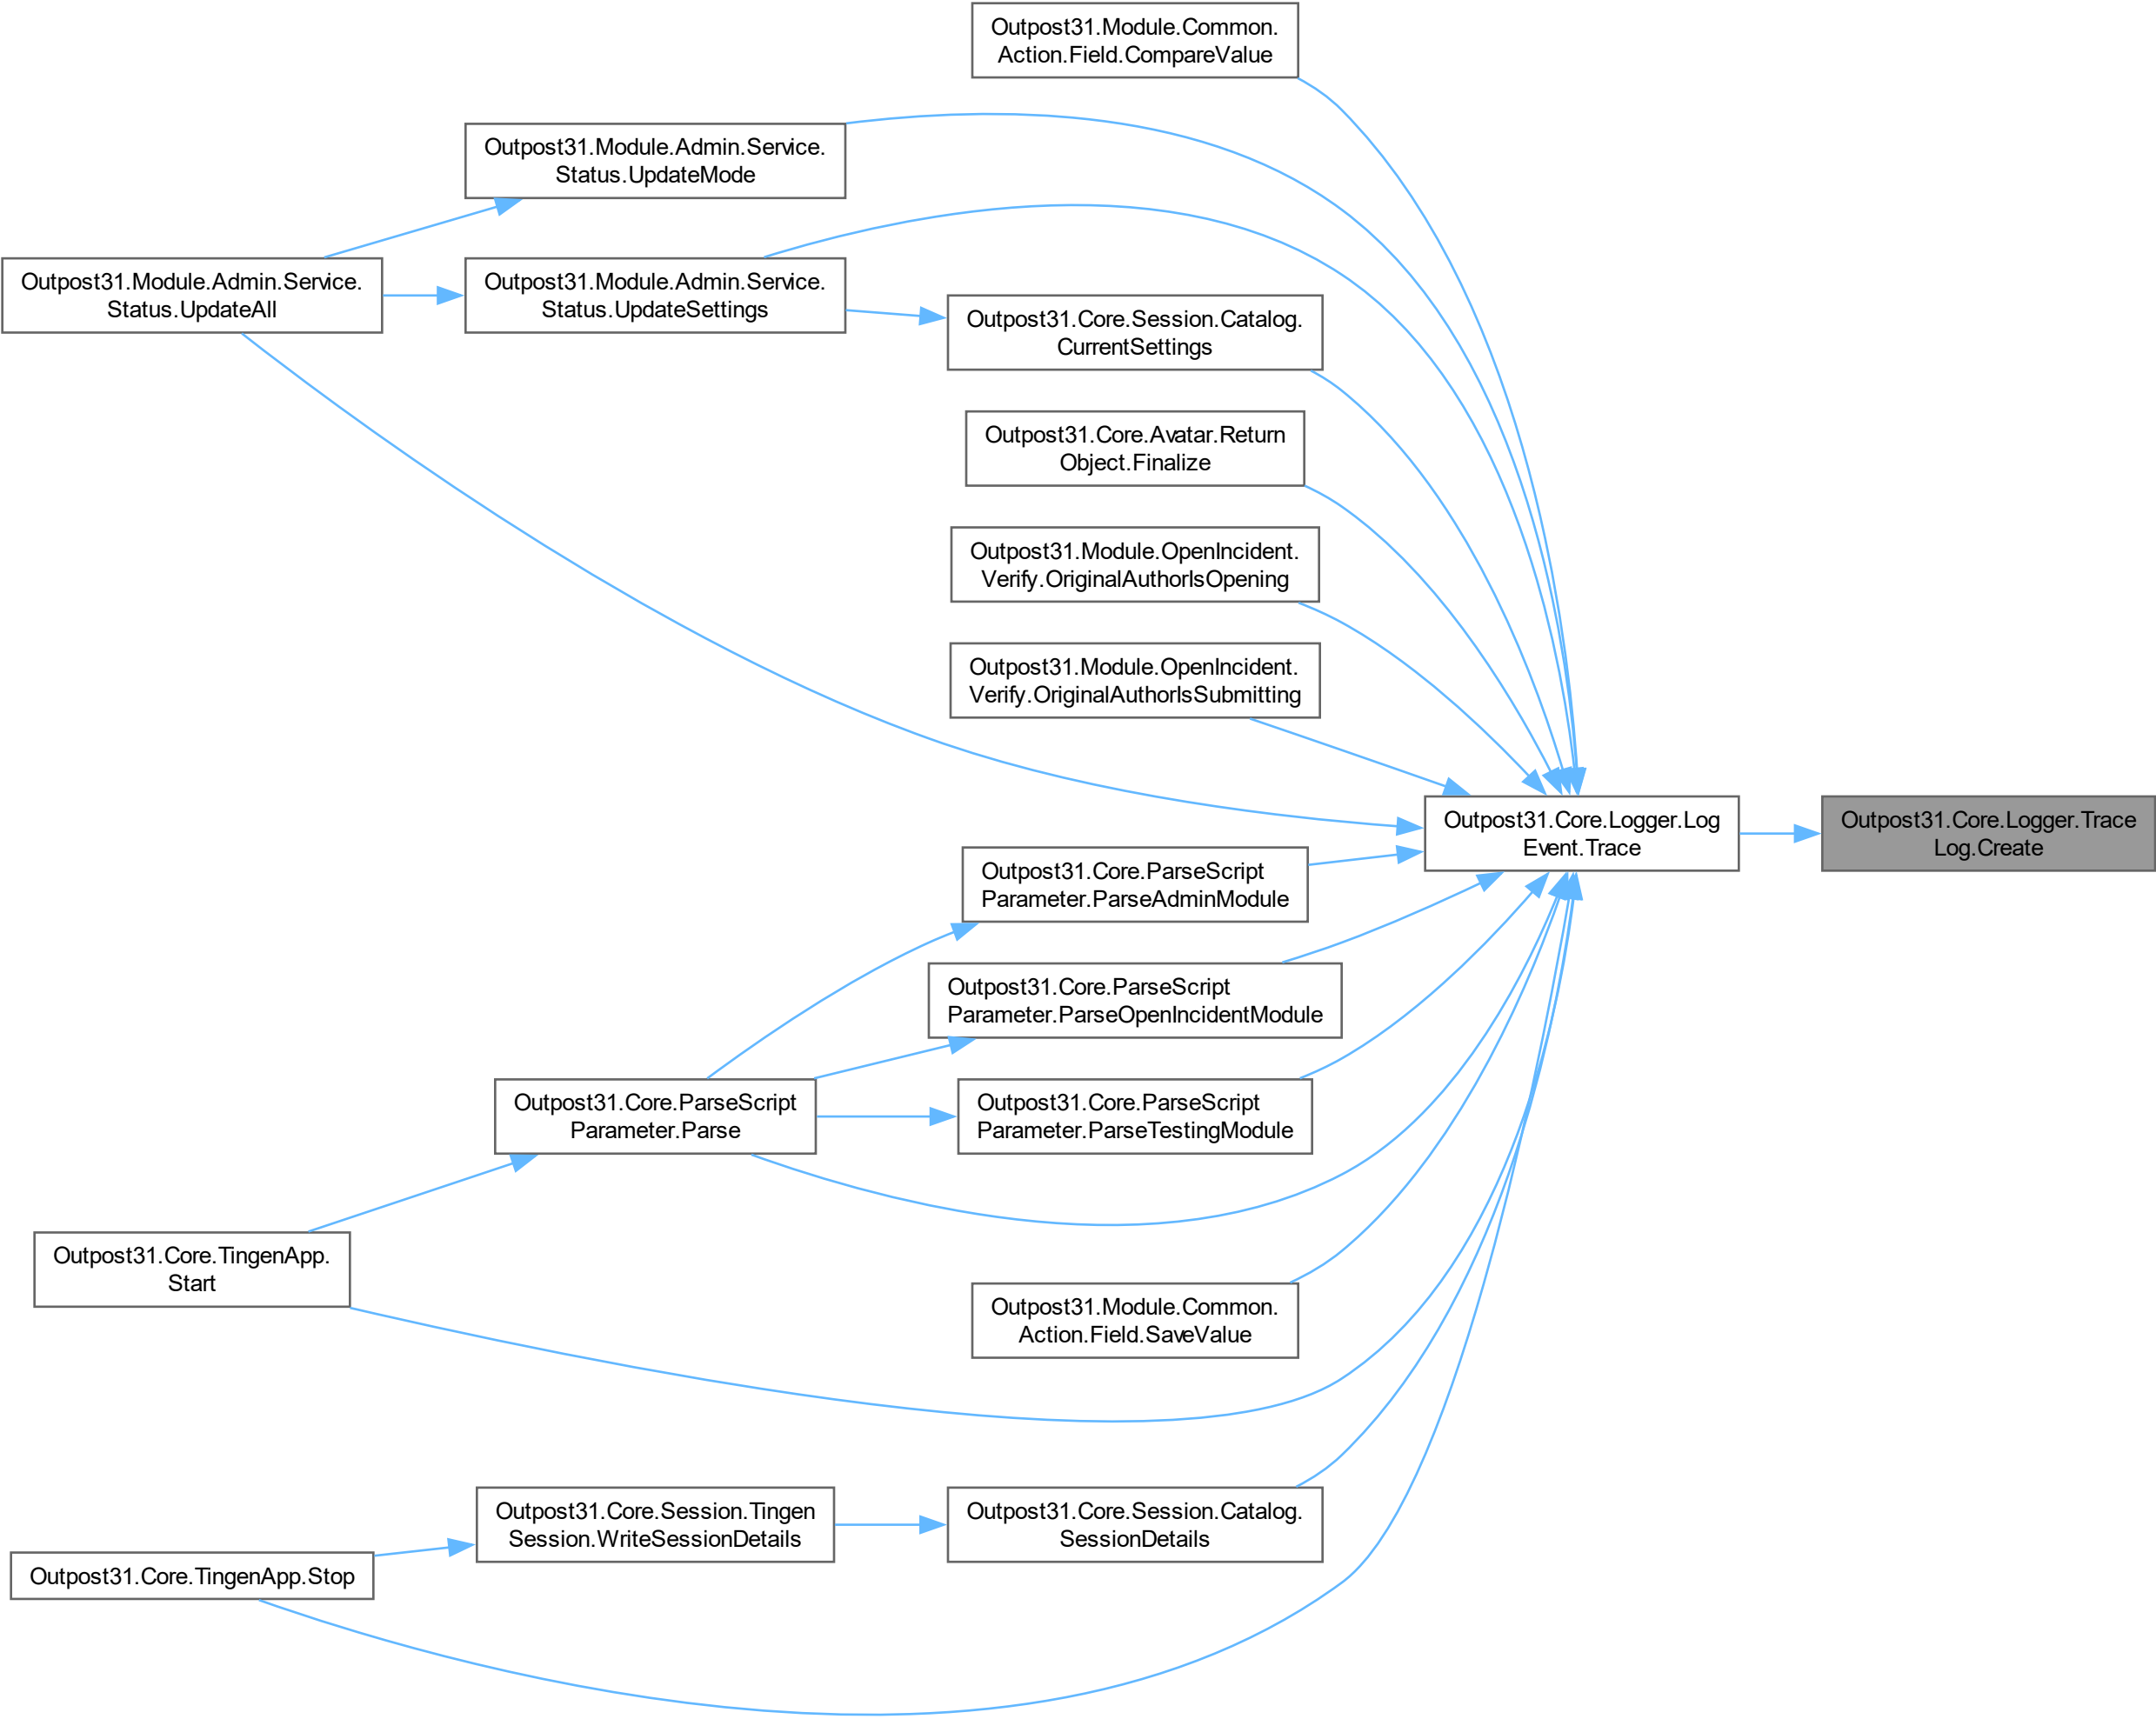 Outpost31.Module.Common.
Action.Field.CompareValue
Outpost31.Module.Admin.Service.
Status.UpdateMode
Outpost31.Module.Admin.Service.
Status.UpdateAll
Outpost31.Module.Admin.Service.
Status.UpdateSettings
Outpost31.Core.Session.Catalog.
CurrentSettings
Outpost31.Core.Avatar.Return
Object.Finalize
Outpost31.Module.OpenIncident.
Verify.OriginalAuthorIsOpening
Outpost31.Module.OpenIncident.
Verify.OriginalAuthorIsSubmitting
Outpost31.Core.Logger.Log
Event.Trace
Outpost31.Core.Logger.Trace
Log.Create
Outpost31.Core.ParseScript
Parameter.ParseAdminModule
Outpost31.Core.ParseScript
Parameter.ParseOpenIncidentModule
Outpost31.Core.ParseScript
Parameter.Parse
Outpost31.Core.ParseScript
Parameter.ParseTestingModule
Outpost31.Core.TingenApp.
Start
Outpost31.Module.Common.
Action.Field.SaveValue
Outpost31.Core.Session.Tingen
Session.WriteSessionDetails
Outpost31.Core.Session.Catalog.
SessionDetails
Outpost31.Core.TingenApp.Stop